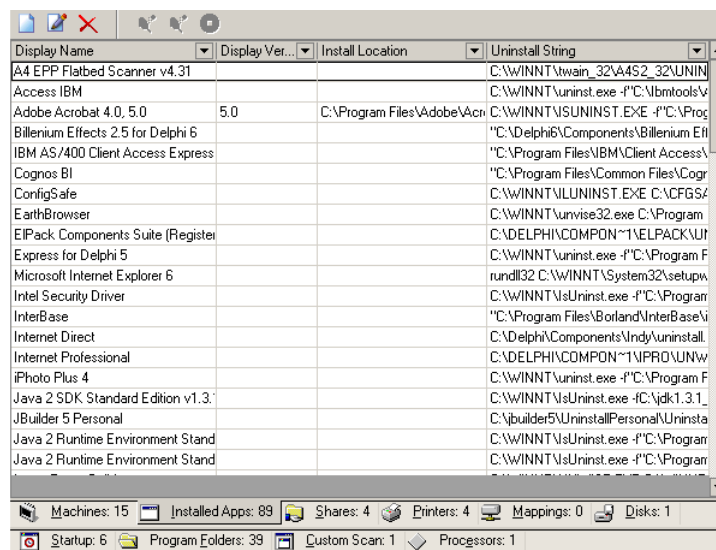 Display Name Display Ver... Install Location Uninstall String
A4 EPP Flatbed Scanner v4.31 C:\WINNT\twain_32\A4S2_32\UNIN
Access IBM C:\WINNT\uninst.exe -f"C:\Ibmtools\A
Adobe Acrobat 4.0, 5.0 5.0 C:\Program Files\Adobe\Acr C:\WINNT\ISUNINST.EXE -f"C:\Prog
Billenium Effects 2.5 for Delphi 6 "C:\Delphi6\Components\Billenium Eff
IBM AS/400 Client Access Express "C:\Program Files\IBM\Client Access\
Cognos BI "C:\Program Files\Common Files\Cogn
ConfigSafe C:\WINNT\ILUNINST.EXE C:\CFGSA
EarthBrowser C:\WINNT\unvise32.exe C:\Program
ElPack Components Suite (Register C:\DELPHI\COMPON~1\ELPACK\UN
Express for Delphi 5 C:\WINNT\uninst.exe -f"C:\Program F
Microsoft Internet Explorer 6 rundll32 C:\WINNT\System32\setupw
Intel Security Driver C:\WINNT\IsUninst.exe -f"C:\Program
InterBase "C:\Program Files\Borland\InterBase\i
Internet Direct C:\Delphi\Components\Indy\uninstall.
Internet Professional C:\DELPHI\COMPON~1\IPRO\UNW
iPhoto Plus 4 C:\WINNT\uninst.exe -f"C:\Program F
Java 2 SDK Standard Edition v1.3. C:\WINNT\IsUninst.exe -fC:\jdk1.3.1_
JBuilder 5 Personal C:\jbuilder5\UninstallPersonal\Uninsta
Java 2 Runtime Environment Stand C:\WINNT\IsUninst.exe -f"C:\Program
Java 2 Runtime Environment Stand C:\WINNT\IsUninst.exe -f"C:\Program
Machines: 15 Installed Apps: 89 Shares: 4 Printers: 4 Mappings: 0 Disks: 1
Startup: 6 Program Folders: 39 Custom Scan: 1 Processors: 1